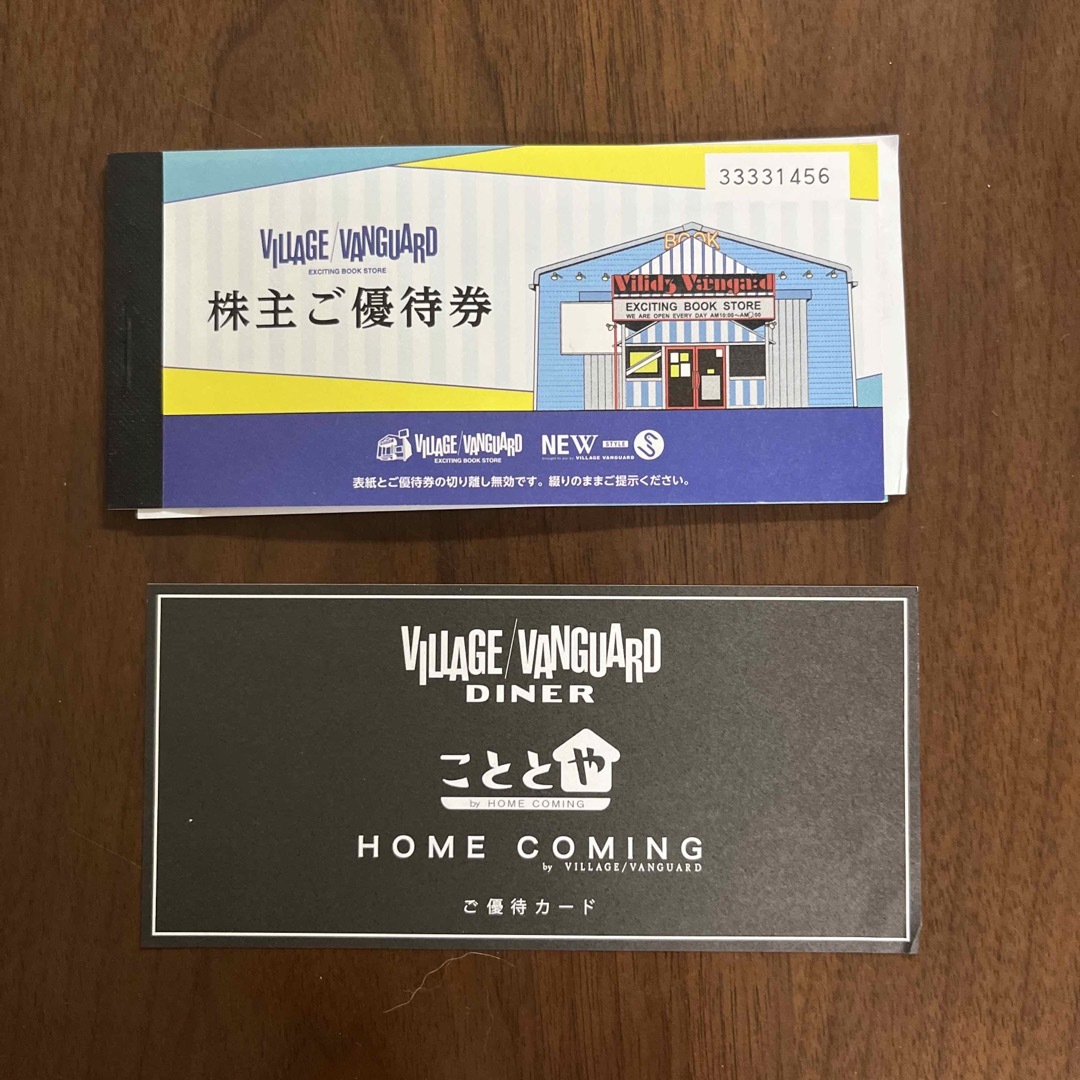 33331456
VILLAGE/VANGUARD
EXCITING BOOK STORE
株主ご優待券
BOOK
EXCITING BOOK STORE
VILLAGE/VANGUARD
EXCITING BOOK STORE
NEW STYLE
VILLAGE VANGUARD
表紙とご優待券の切り離し無効です。綴りのままご提示ください。
VILLAGE/VANGUARD
DINER
こととや
by HOME COMING
HOME COMING
by VILLAGE/VANGUARD
ご優待カード